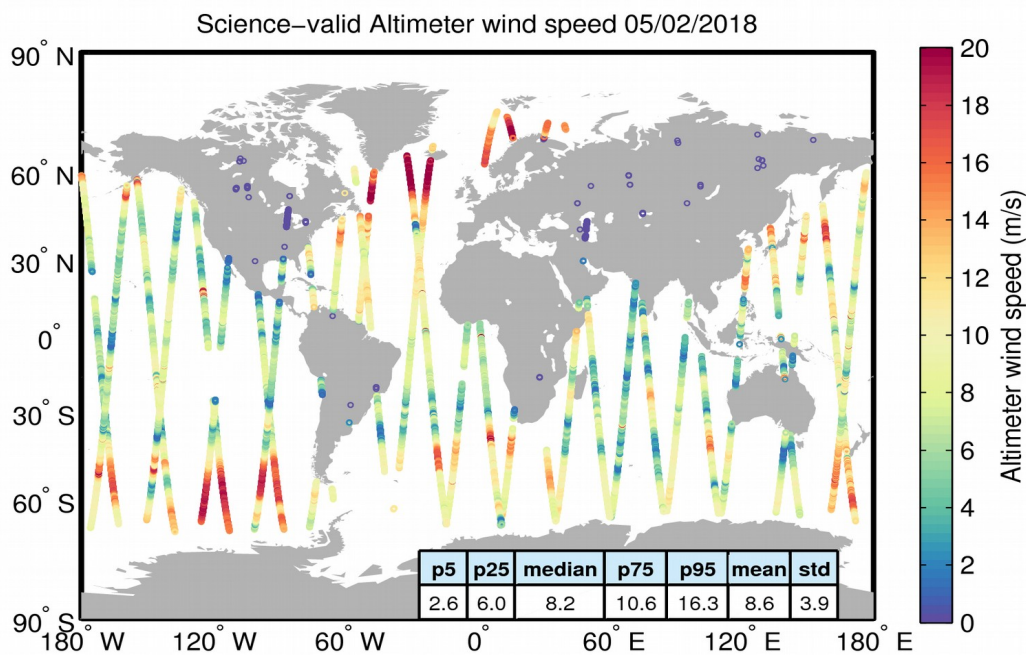 Science−valid Altimeter wind speed 05/02/2018
90° N
60° N
30° N
0°
30° S
60° S
90° S
180° W
120° W
60° W
0°
60° E
120° E
180° E
p5 p25 median p75 p95 mean std
2.6 6.0 8.2 10.6 16.3 8.6 3.9
20
18
16
14
12
10
8
6
4
2
0
Altimeter wind speed (m/s)